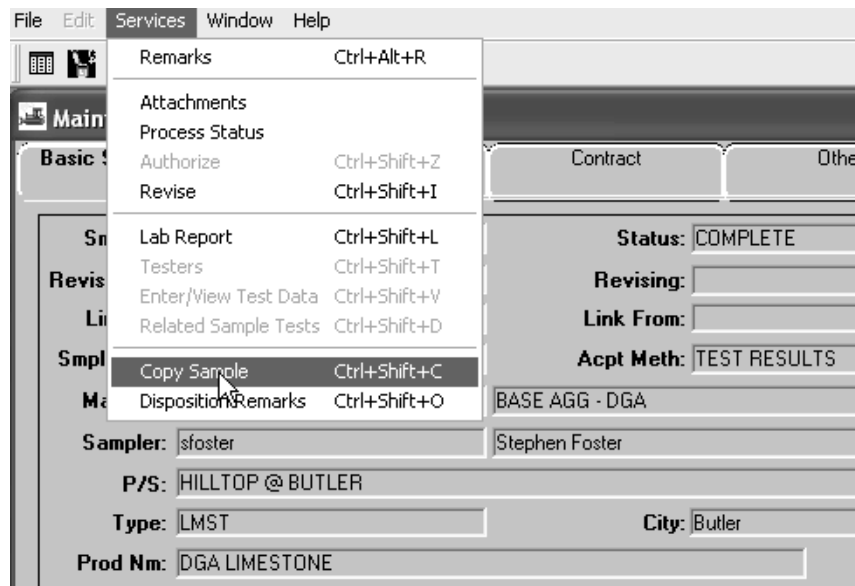 File Edit Services Window Help
Remarks Ctrl+Alt+R
Attachments
Process Status
Authorize Ctrl+Shift+Z
Revise Ctrl+Shift+I
Lab Report Ctrl+Shift+L
Testers Ctrl+Shift+T
Enter/View Test Data Ctrl+Shift+V
Related Sample Tests Ctrl+Shift+D
Copy Sample Ctrl+Shift+C
Disposition Remarks Ctrl+Shift+O
Basic Contract
Status: COMPLETE
Revising:
Link From:
Smpl Acpt Meth: TEST RESULTS
BASE AGG - DGA
Sampler: sfoster Stephen Foster
P/S: HILLTOP @ BUTLER
Type: LMST City: Butler
Prod Nm: DGA LIMESTONE